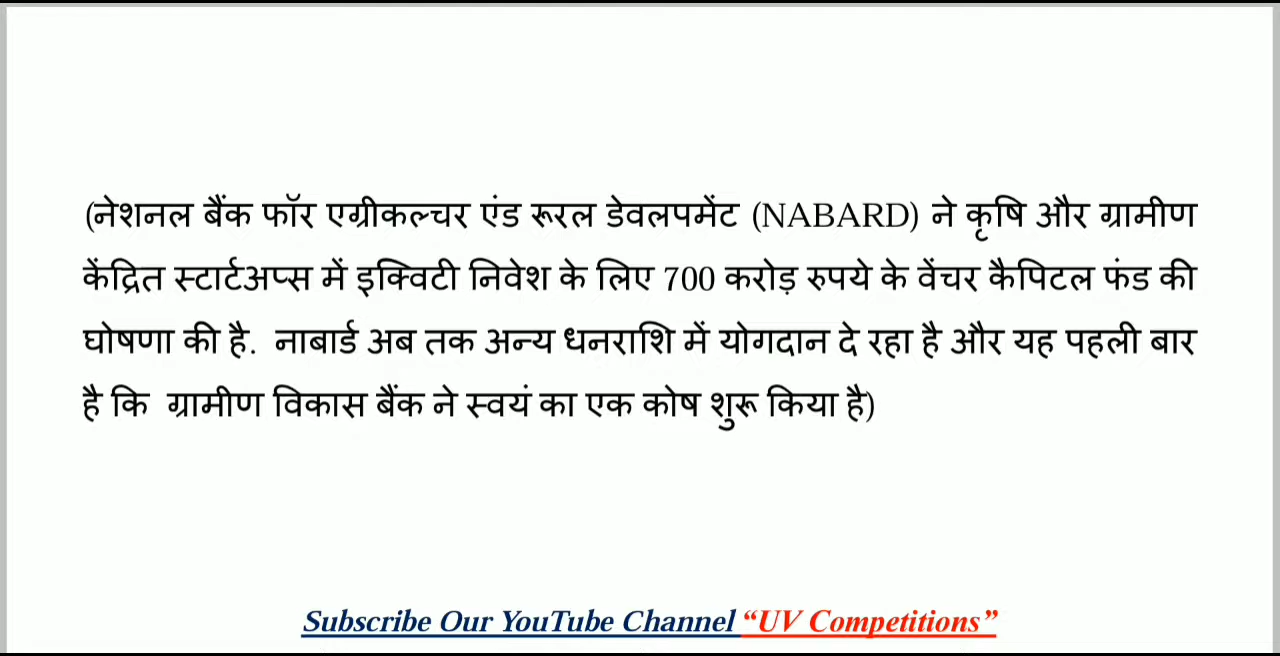 (नेशनल बैंक फॉर एग्रीकल्चर एंड रूरल डेवलपमेंट (NABARD) ने कृषि और ग्रामीण
केंद्रित स्टार्टअप्स में इक्विटी निवेश के लिए 700 करोड़ रुपये के वेंचर कैपिटल फंड की
घोषणा की है. नाबार्ड अब तक अन्य धनराशि में योगदान दे रहा है और यह पहली बार
है कि ग्रामीण विकास बैंक ने स्वयं का एक कोष शुरू किया है)
Subscribe Our YouTube Channel “UV Competitions”